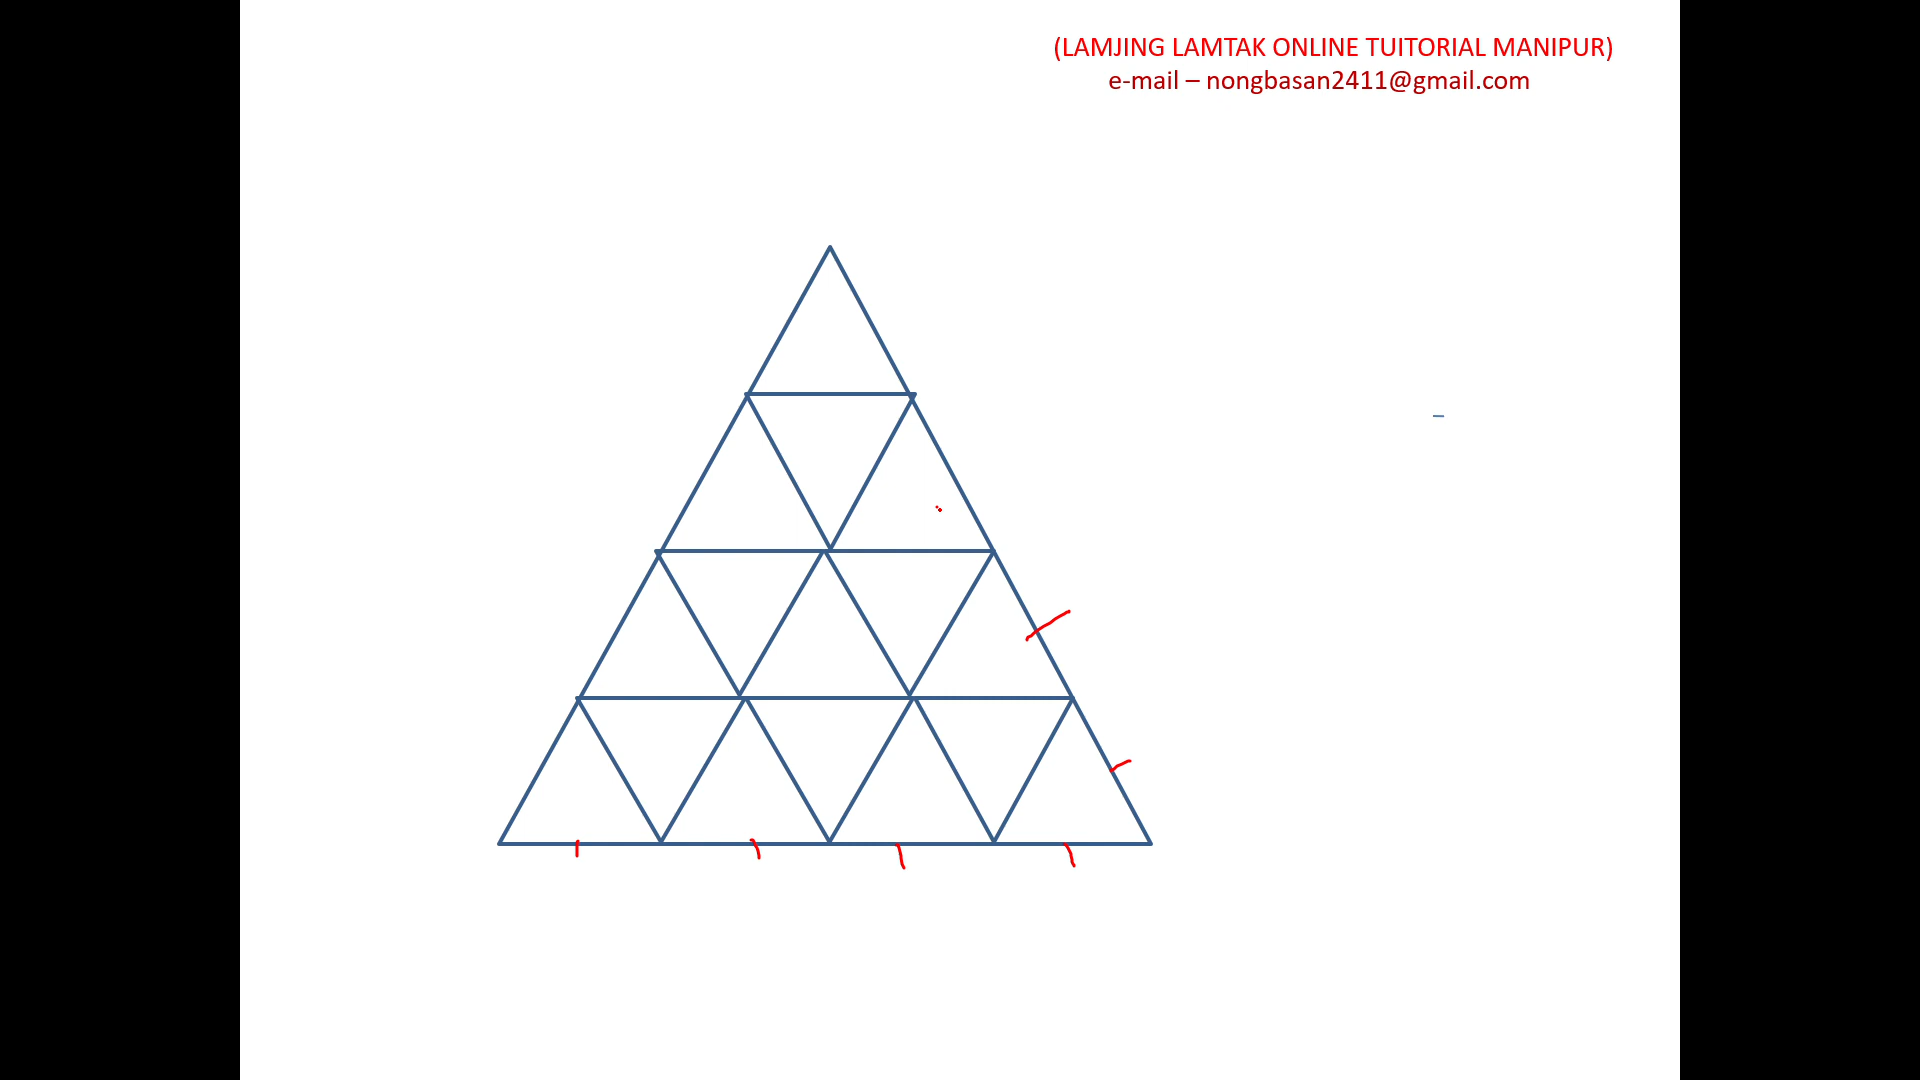 (LAMJING LAMTAK ONLINE TUITORIAL MANIPUR)
e-mail – nongbasan2411@gmail.com